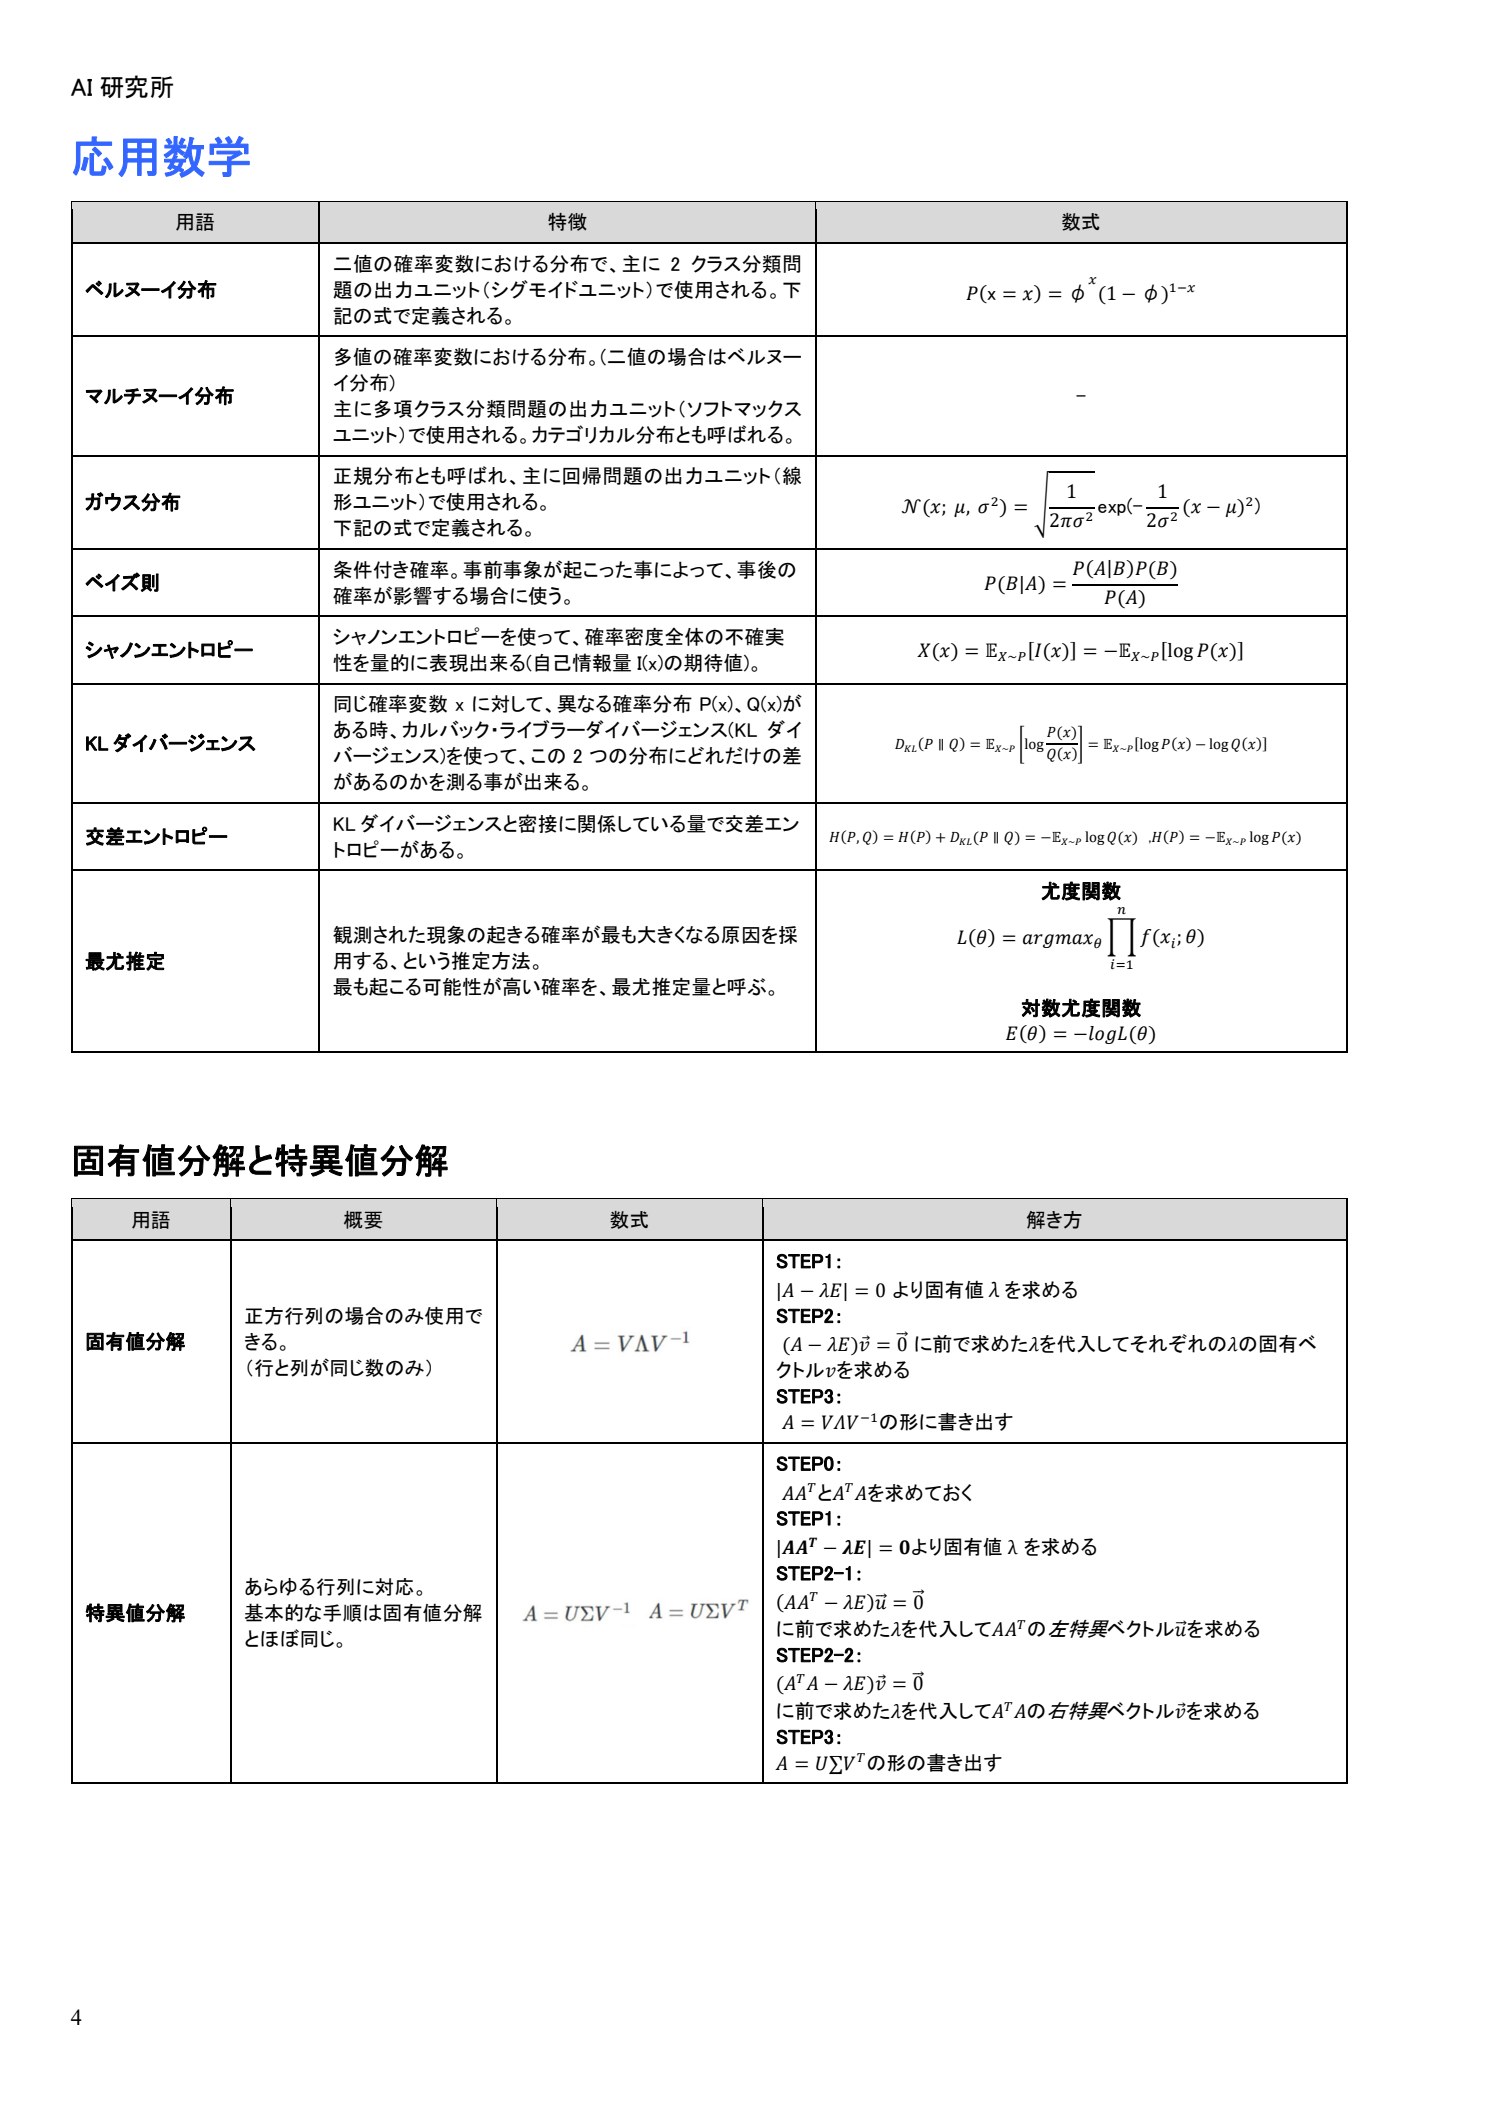 AI 研究所
応用数学
用語 特徴 数式
ベルヌーイ分布
二値の確率変数における分布で、主に 2 クラス分類問
題の出力ユニット（シグモイドユニット）で使用される。下
記の式で定義される。
P(x = x) = ϕ^x (1 − ϕ)^{1−x}
マルチヌーイ分布
多値の確率変数における分布。（二値の場合はベルヌー
イ分布）
主に多項クラス分類問題の出力ユニット（ソフトマックス
ユニット）で使用される。カテゴリカル分布とも呼ばれる。
–
ガウス分布
正規分布とも呼ばれ、主に回帰問題の出力ユニット（線
形ユニット）で使用される。
下記の式で定義される。
𝒩(x; μ, σ²) = √(1/(2πσ²)) exp(−1/(2σ²) (x − μ)²)
ベイズ則
条件付き確率。事前事象が起こった事によって、事後の
確率が影響する場合に使う。
P(B|A) = P(A|B)P(B) / P(A)
シャノンエントロピー
シャノンエントロピーを使って、確率密度全体の不確実
性を量的に表現出来る(自己情報量 I(x)の期待値)。
X(x) = 𝔼_{X~P}[I(x)] = −𝔼_{X~P}[log P(x)]
KL ダイバージェンス
同じ確率変数 x に対して、異なる確率分布 P(x)、Q(x)が
ある時、カルバック・ライブラーダイバージェンス(KL ダイ
バージェンス)を使って、この 2 つの分布にどれだけの差
があるのかを測る事が出来る。
D_{KL}(P ∥ Q) = 𝔼_{X~P}[log P(x)/Q(x)] = 𝔼_{X~P}[log P(x) − log Q(x)]
交差エントロピー
KL ダイバージェンスと密接に関係している量で交差エン
トロピーがある。
H(P, Q) = H(P) + D_{KL}(P ∥ Q) = −𝔼_{X~P} log Q(x) ,H(P) = −𝔼_{X~P} log P(x)
最尤推定
観測された現象の起きる確率が最も大きくなる原因を採
用する、という推定方法。
最も起こる可能性が高い確率を、最尤推定量と呼ぶ。
尤度関数
L(θ) = argmax_θ ∏_{i=1}^{n} f(x_i; θ)
対数尤度関数
E(θ) = −logL(θ)
固有値分解と特異値分解
用語 概要 数式 解き方
固有値分解
正方行列の場合のみ使用で
きる。
（行と列が同じ数のみ）
A = VΛV^{−1}
STEP1：
|A − λE| = 0 より固有値 λ を求める
STEP2：
(A − λE)v⃗ = 0⃗ に前で求めたλを代入してそれぞれのλの固有ベ
クトルvを求める
STEP3：
A = VΛV^{−1}の形に書き出す
特異値分解
あらゆる行列に対応。
基本的な手順は固有値分解
とほぼ同じ。
A = UΣV^{−1} A = UΣV^T
STEP0：
AA^TとA^TAを求めておく
STEP1：
|AA^T − λE| = 0より固有値 λ を求める
STEP2−1：
(AA^T − λE)u⃗ = 0⃗
に前で求めたλを代入してAA^Tの左特異ベクトルu⃗を求める
STEP2−2：
(A^TA − λE)v⃗ = 0⃗
に前で求めたλを代入してA^TAの右特異ベクトルv⃗を求める
STEP3：
A = U∑V^Tの形の書き出す
4